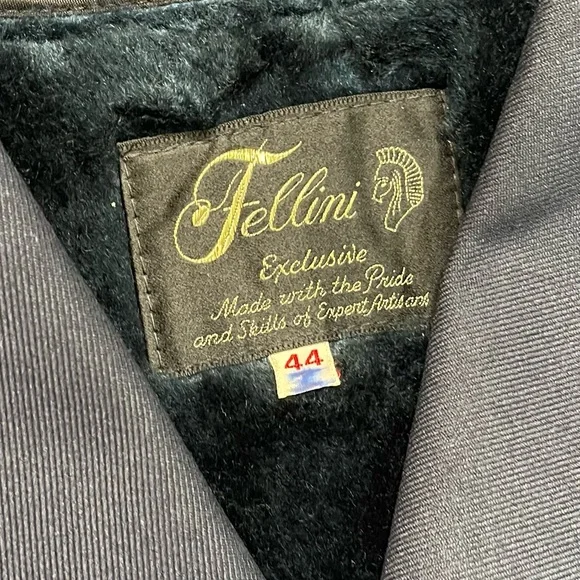 Fellini
Exclusive
Made with the Pride
and Skills of Expert Artisans
44